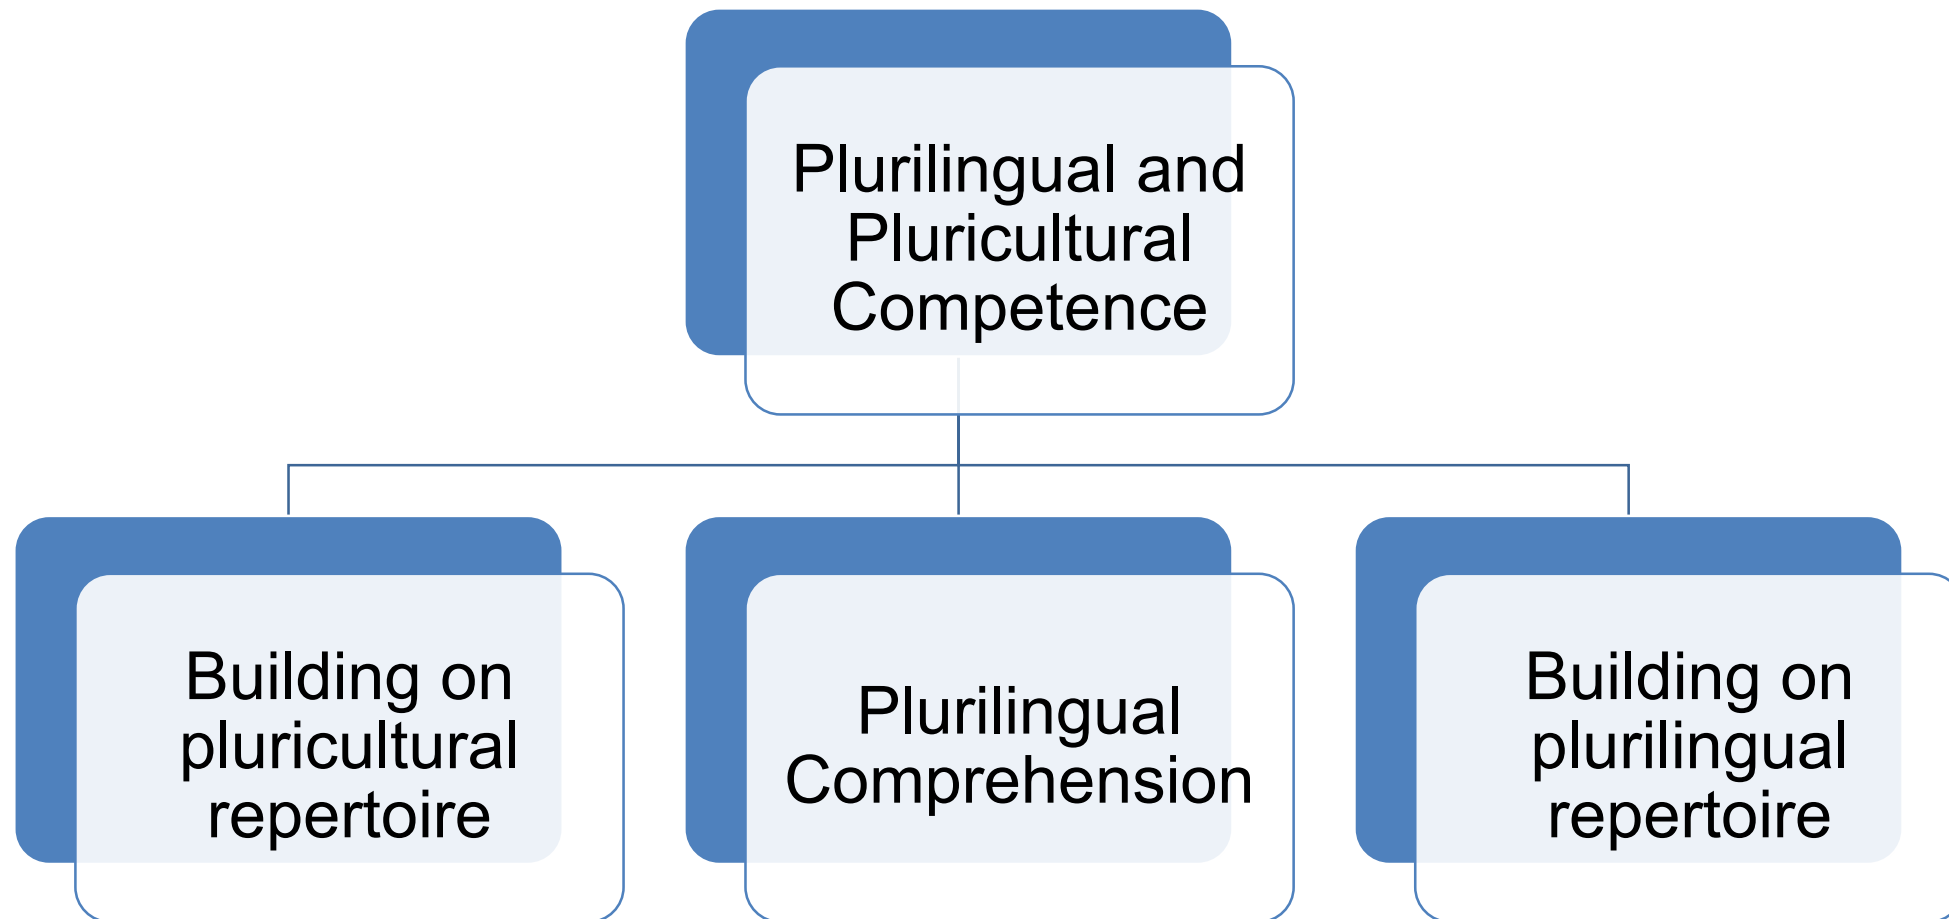 Plurilingual and
Pluricultural
Competence
Building on
pluricultural
repertoire
Plurilingual
Comprehension
Building on
plurilingual
repertoire